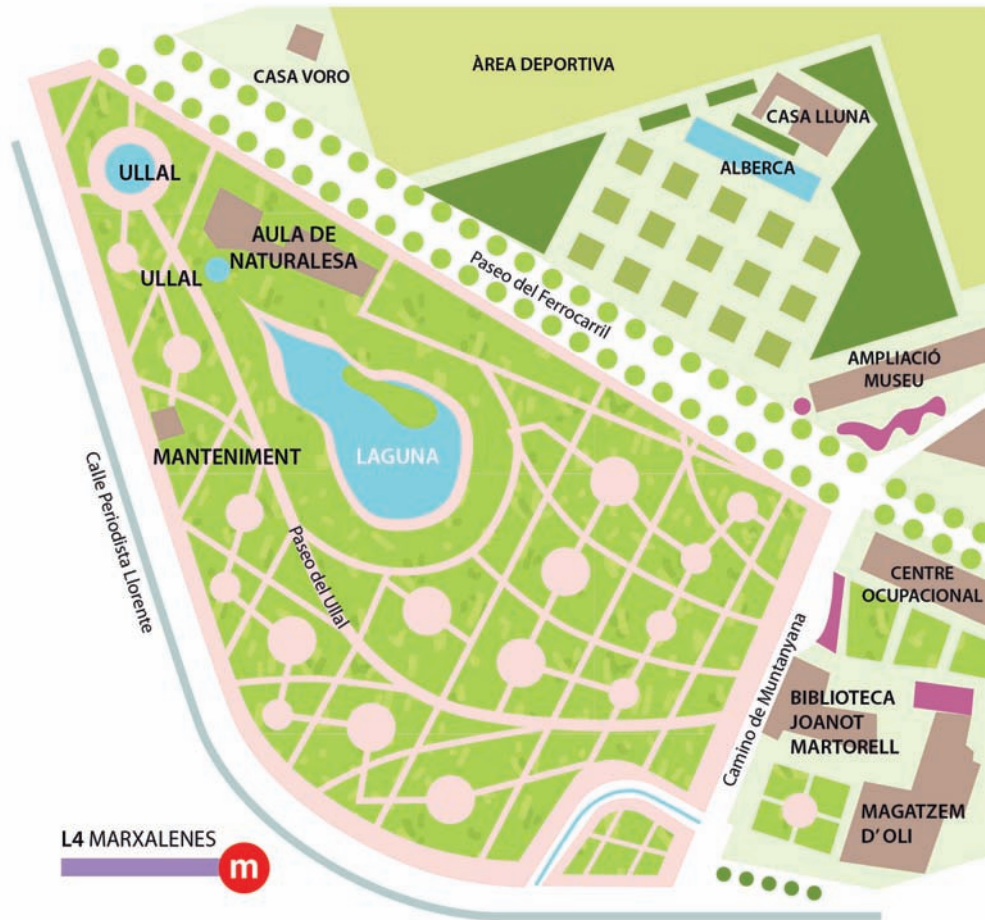 CASA VORO
ÀREA DEPORTIVA
CASA LLUNA
ALBERCA
ULLAL
AULA DE
NATURALESA
ULLAL
Paseo del Ferrocarril
AMPLIACIÓ
MUSEU
LAGUNA
MANTENIMENT
Calle Periodista Llorente
Paseo del Ullal
CENTRE
OCUPACIONAL
Camino de Muntanyana
BIBLIOTECA
JOANOT
MARTORELL
MAGATZEM
D' OLI
L4 MARXALENES
m